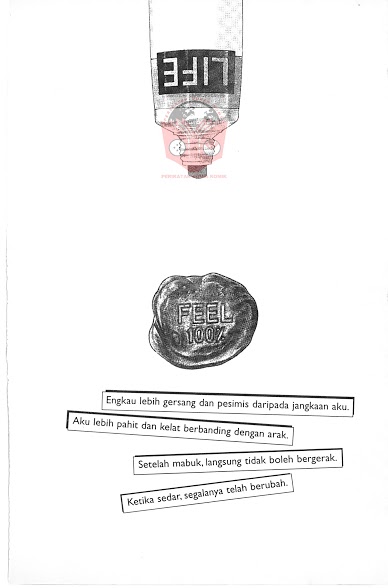 LIFE
FEEL
100%
Engkau lebih gersang dan pesimis daripada jangkaan aku.
Aku lebih pahit dan kelat berbanding dengan arak.
Setelah mabuk, langsung tidak boleh bergerak.
Ketika sedar, segalanya telah berubah.